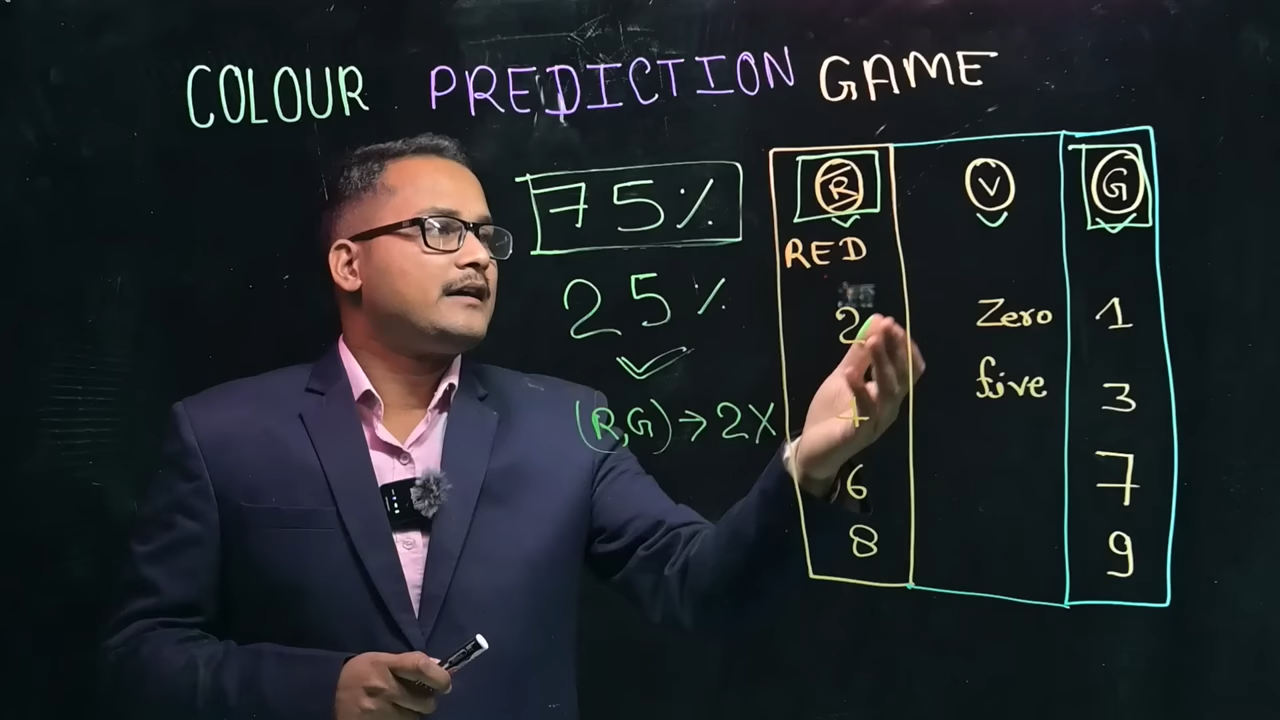 COLOUR PREDICTION GAME
75%
25%
(R,G)→2X
R V G
RED
2 Zero 1
five 3
6 7
8 9